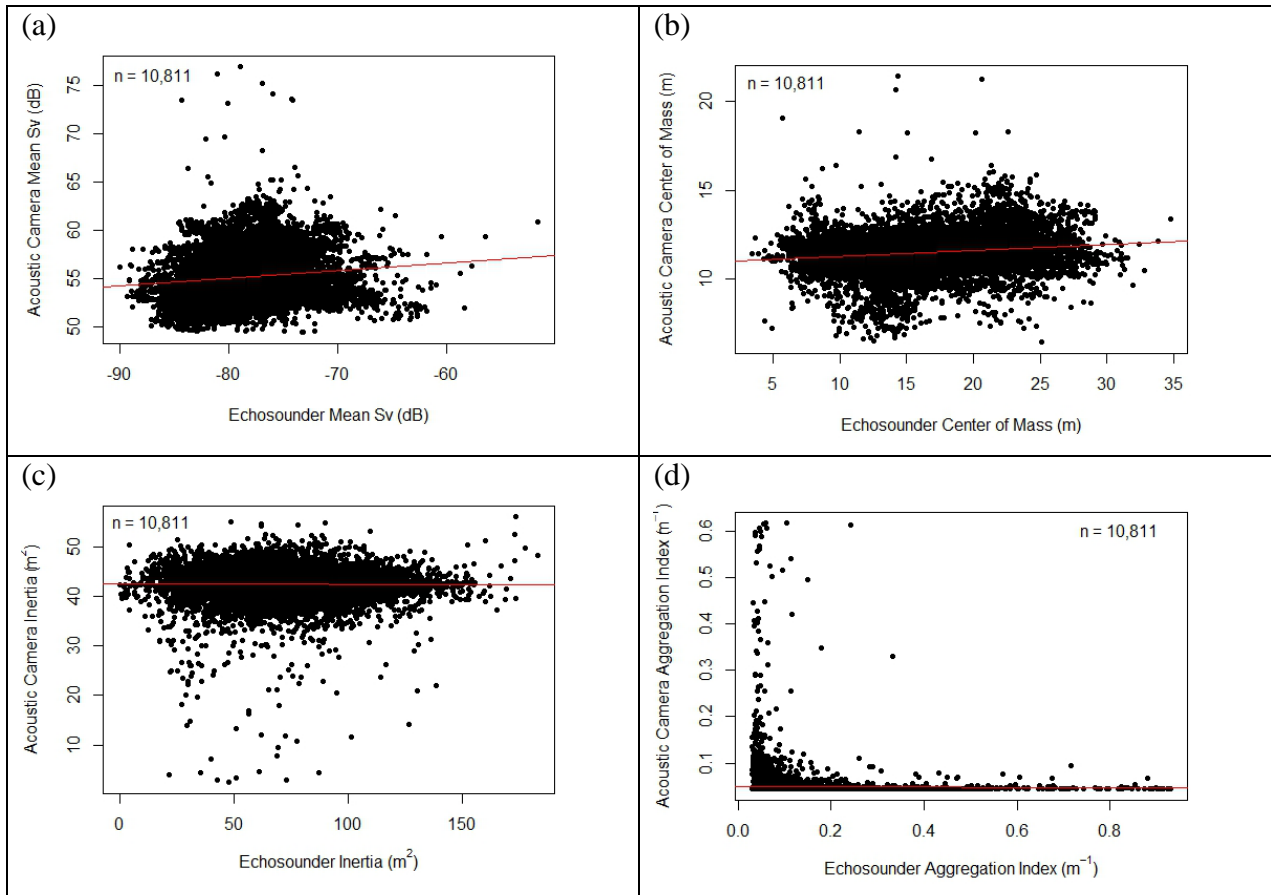 (a)
n = 10,811
Acoustic Camera Mean Sv (dB)
75
70
65
60
55
50
-90 -80 -70 -60
Echosounder Mean Sv (dB)
(b)
n = 10,811
Acoustic Camera Center of Mass (m)
20
15
10
5 10 15 20 25 30 35
Echosounder Center of Mass (m)
(c)
n = 10,811
Acoustic Camera Inertia (m²)
50
40
30
20
10
0 50 100 150
Echosounder Inertia (m²)
(d)
n = 10,811
Acoustic Camera Aggregation Index (m⁻¹)
0.6
0.5
0.4
0.3
0.2
0.1
0.0 0.2 0.4 0.6 0.8
Echosounder Aggregation Index (m⁻¹)